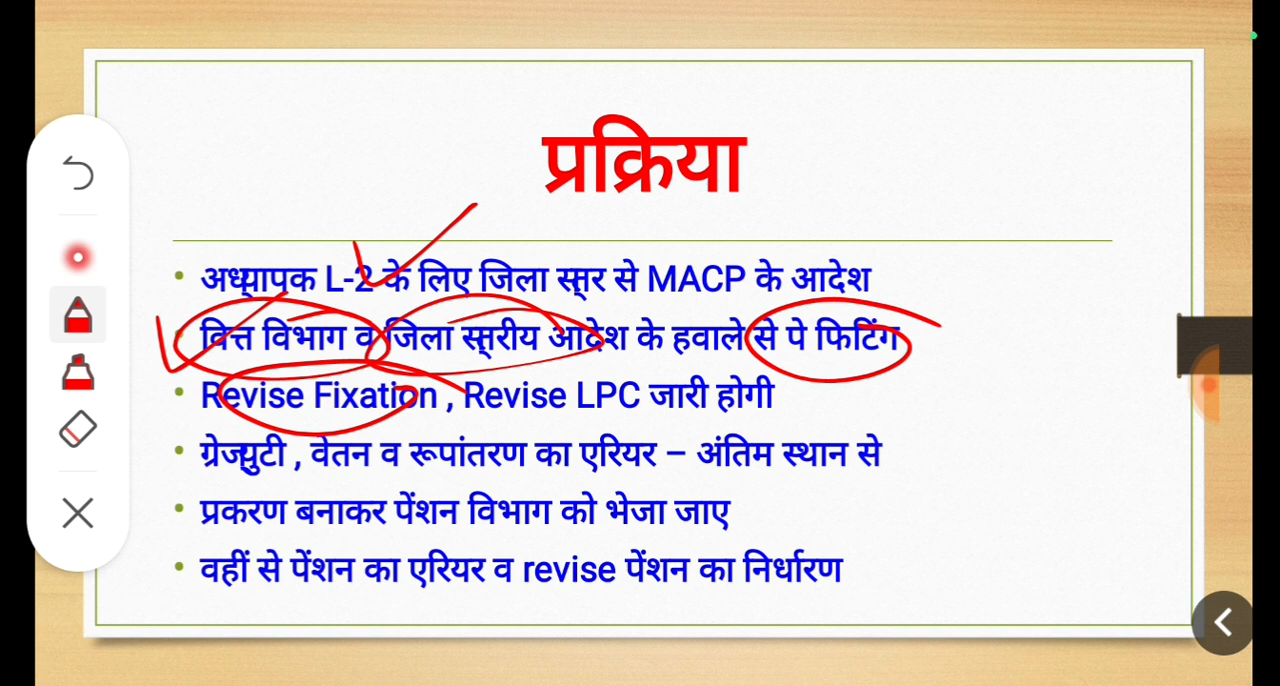 प्रक्रिया
अध्यापक L-2 के लिए जिला स्तर से MACP के आदेश
वित्त विभाग व जिला स्तरीय आदेश के हवाले से पे फिटिंग
Revise Fixation , Revise LPC जारी होगी
ग्रेज्युटी , वेतन व रूपांतरण का एरियर – अंतिम स्थान से
प्रकरण बनाकर पेंशन विभाग को भेजा जाए
वहीं से पेंशन का एरियर व revise पेंशन का निर्धारण